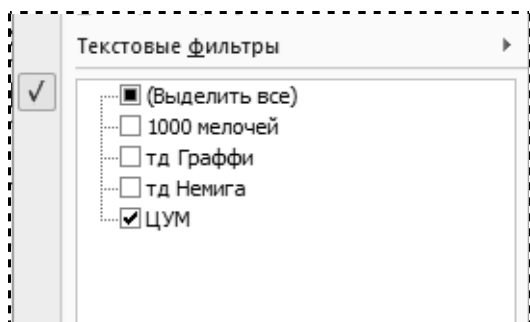 Текстовые фильтры
(Выделить все)
1000 мелочей
тд Граффи
тд Немига
ЦУМ